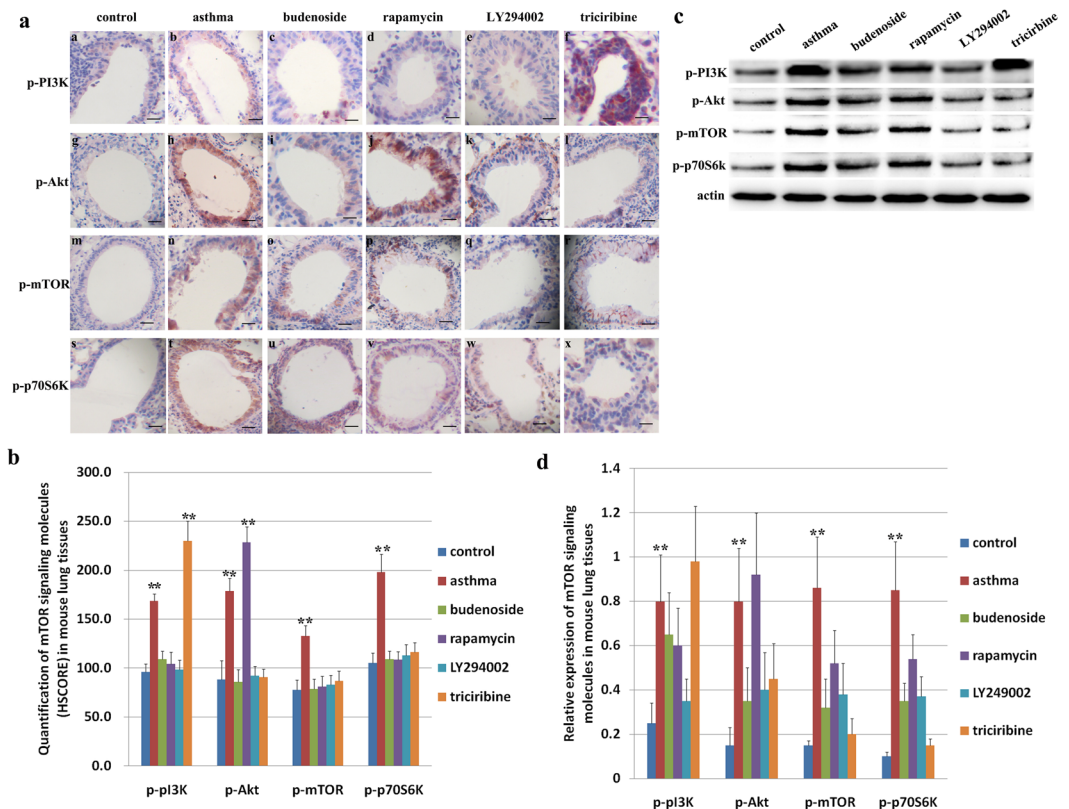 a
control asthma budenoside rapamycin LY294002 triciribine
p-PI3K
a b c d e f
p-Akt
g h i j k l
p-mTOR
m n o p q r
p-p70S6K
s t u v w x
c
control asthma budenoside rapamycin LY294002 triciribine
p-PI3K
p-Akt
p-mTOR
p-p70S6k
actin
b
Quantification of mTOR signaling molecules
(HSCORE) in mouse lung tissues
300.0
250.0
200.0
150.0
100.0
50.0
0.0
** ** ** ** ** **
p-pI3K p-Akt p-mTOR p-p70S6K
control
asthma
budenoside
rapamycin
LY294002
triciribine
d
Relative expression of mTOR signaling
molecules in mouse lung tissues
1.4
1.2
1
0.8
0.6
0.4
0.2
0
** ** ** **
p-pI3K p-Akt p-mTOR p-p70S6K
control
asthma
budenoside
rapamycin
LY249002
triciribine